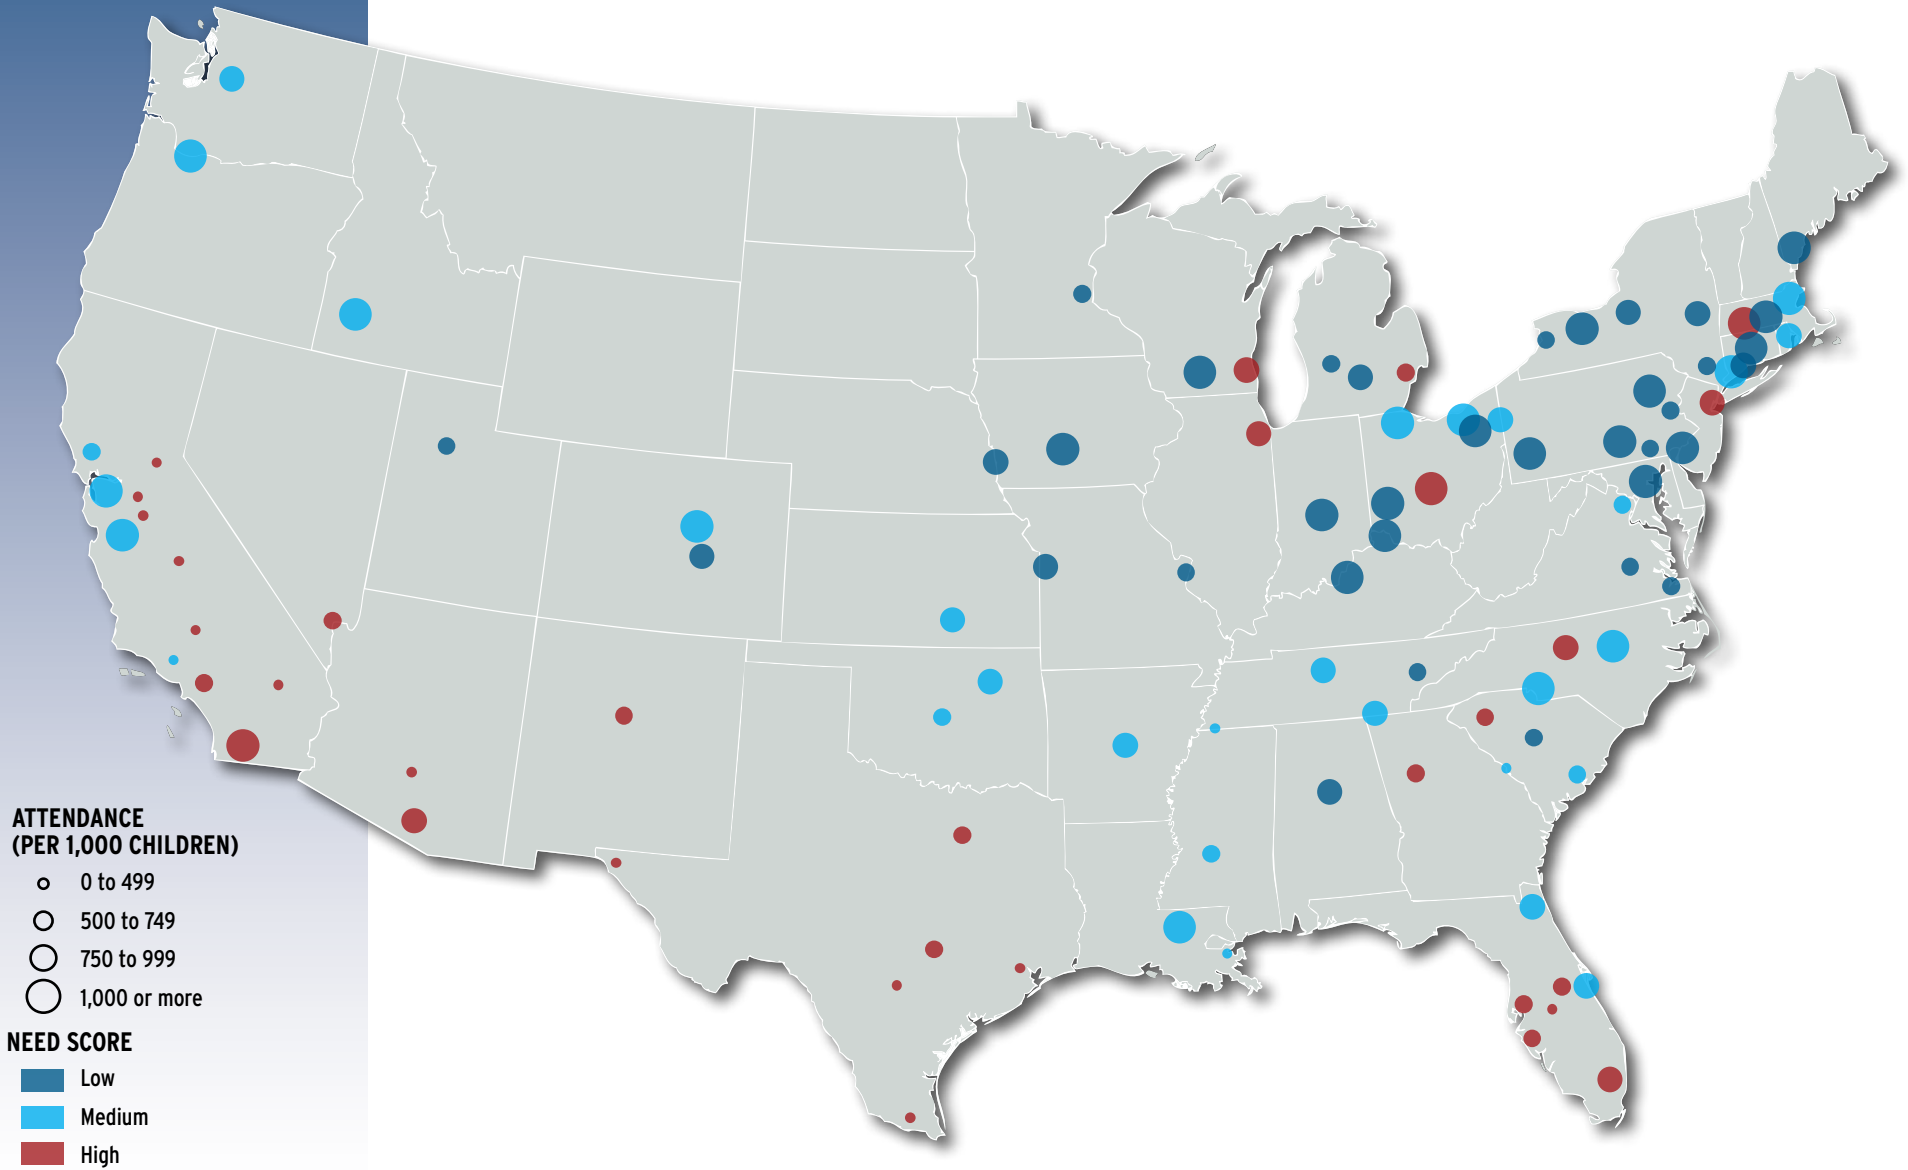 ATTENDANCE
(PER 1,000 CHILDREN)
0 to 499
500 to 749
750 to 999
1,000 or more
NEED SCORE
Low
Medium
High